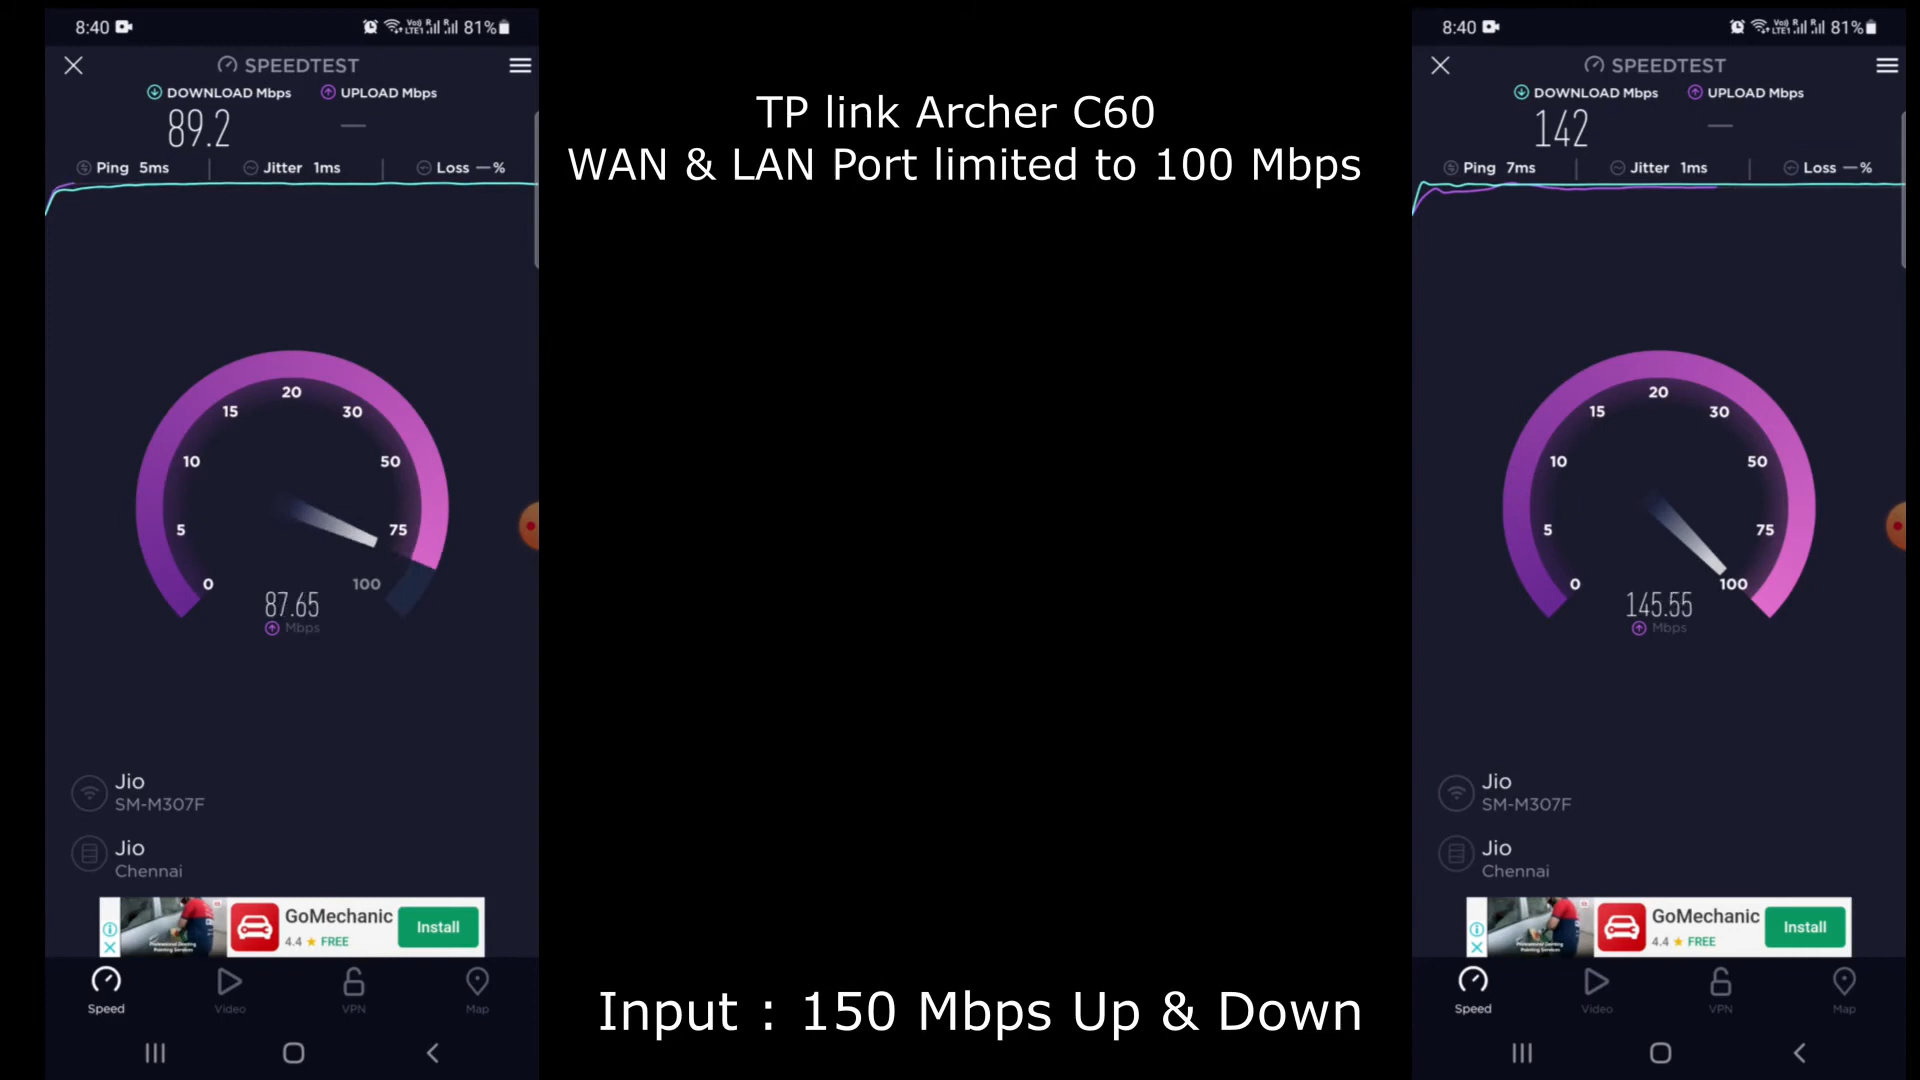 8:40
Vo)) LTE1 R R 81%
SPEEDTEST
DOWNLOAD Mbps UPLOAD Mbps
89.2 —
Ping 5ms Jitter 1ms Loss — %
0
5
10
15
20
30
50
75
100
87.65
Mbps
Jio
SM-M307F
Jio
Chennai
GoMechanic
4.4 ★ FREE
Install
Speed Video VPN Map
TP link Archer C60
WAN & LAN Port limited to 100 Mbps
Input : 150 Mbps Up & Down
8:40
Vo)) LTE1 R R 81%
SPEEDTEST
DOWNLOAD Mbps UPLOAD Mbps
142 —
Ping 7ms Jitter 1ms Loss — %
0
5
10
15
20
30
50
75
100
145.55
Mbps
Jio
SM-M307F
Jio
Chennai
GoMechanic
4.4 ★ FREE
Install
Speed Video VPN Map